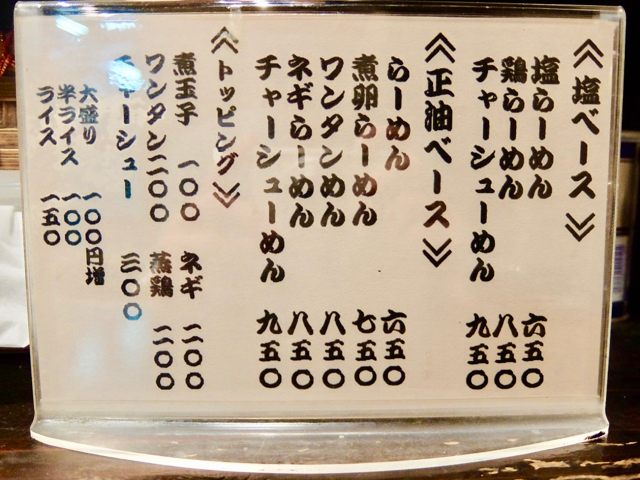 ≪塩ベース≫
塩らーめん 六五〇
鶏らーめん 八五〇
チャーシューめん 九五〇
≪正油ベース≫
らーめん 六五〇
煮卵らーめん 七五〇
ワンタンめん 八五〇
ネギらーめん 八五〇
チャーシューめん 九五〇
≪トッピング≫
煮玉子 一〇〇
ネギ 二〇〇
ワンタン二〇〇
蒸鶏 二〇〇
チャーシュー 三〇〇
大盛り 一〇〇円増
半ライス 一〇〇
ライス 一五〇